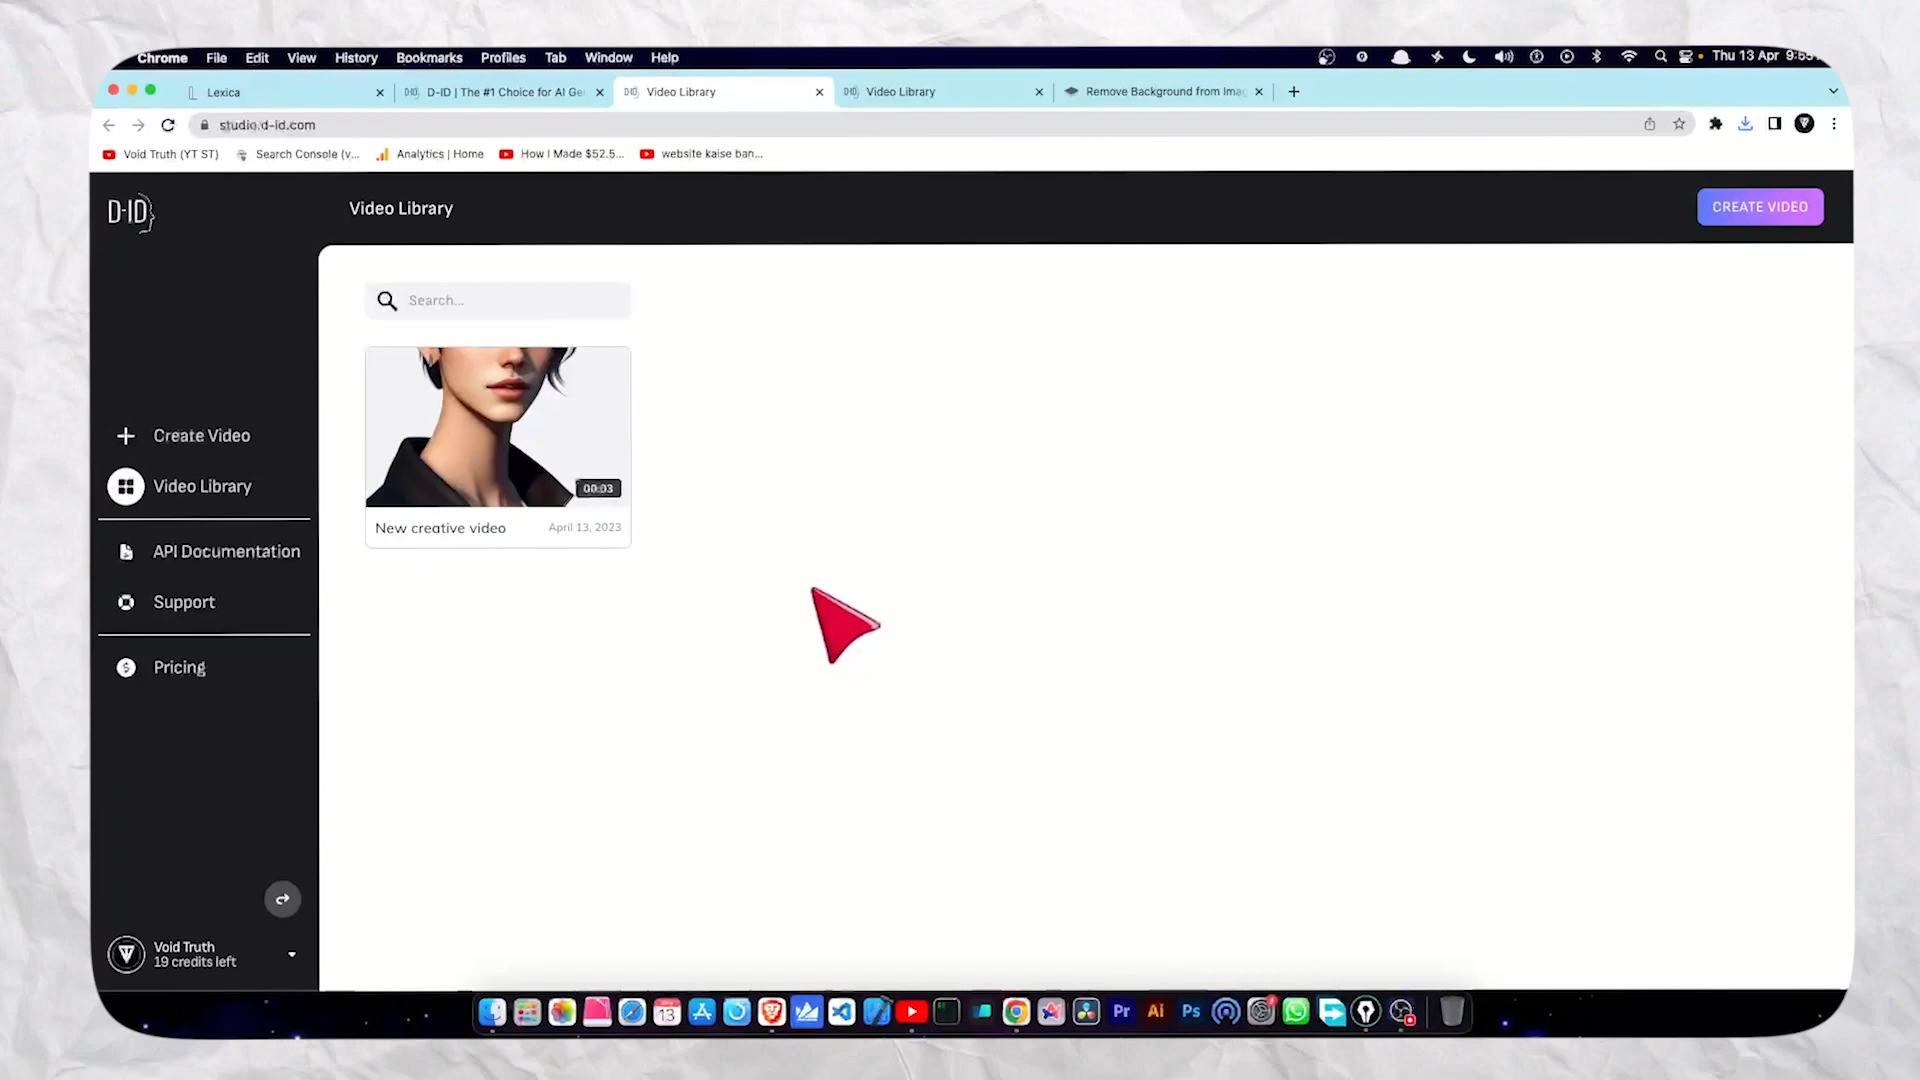 Chrome File Edit View History Bookmarks Profiles Tab Window Help Thu 13 Apr
Lexica D-ID | The #1 Choice for AI Ge Video Library Video Library Remove Background from Imag
studio.d-id.com
Void Truth (YT ST) Search Console (v... Analytics | Home How I Made $52.5... website kaise ban...
D-ID Video Library CREATE VIDEO
Search...
00:03
New creative video April 13, 2023
Create Video
Video Library
API Documentation
Support
Pricing
Void Truth
19 credits left
13 Pr Ai Ps